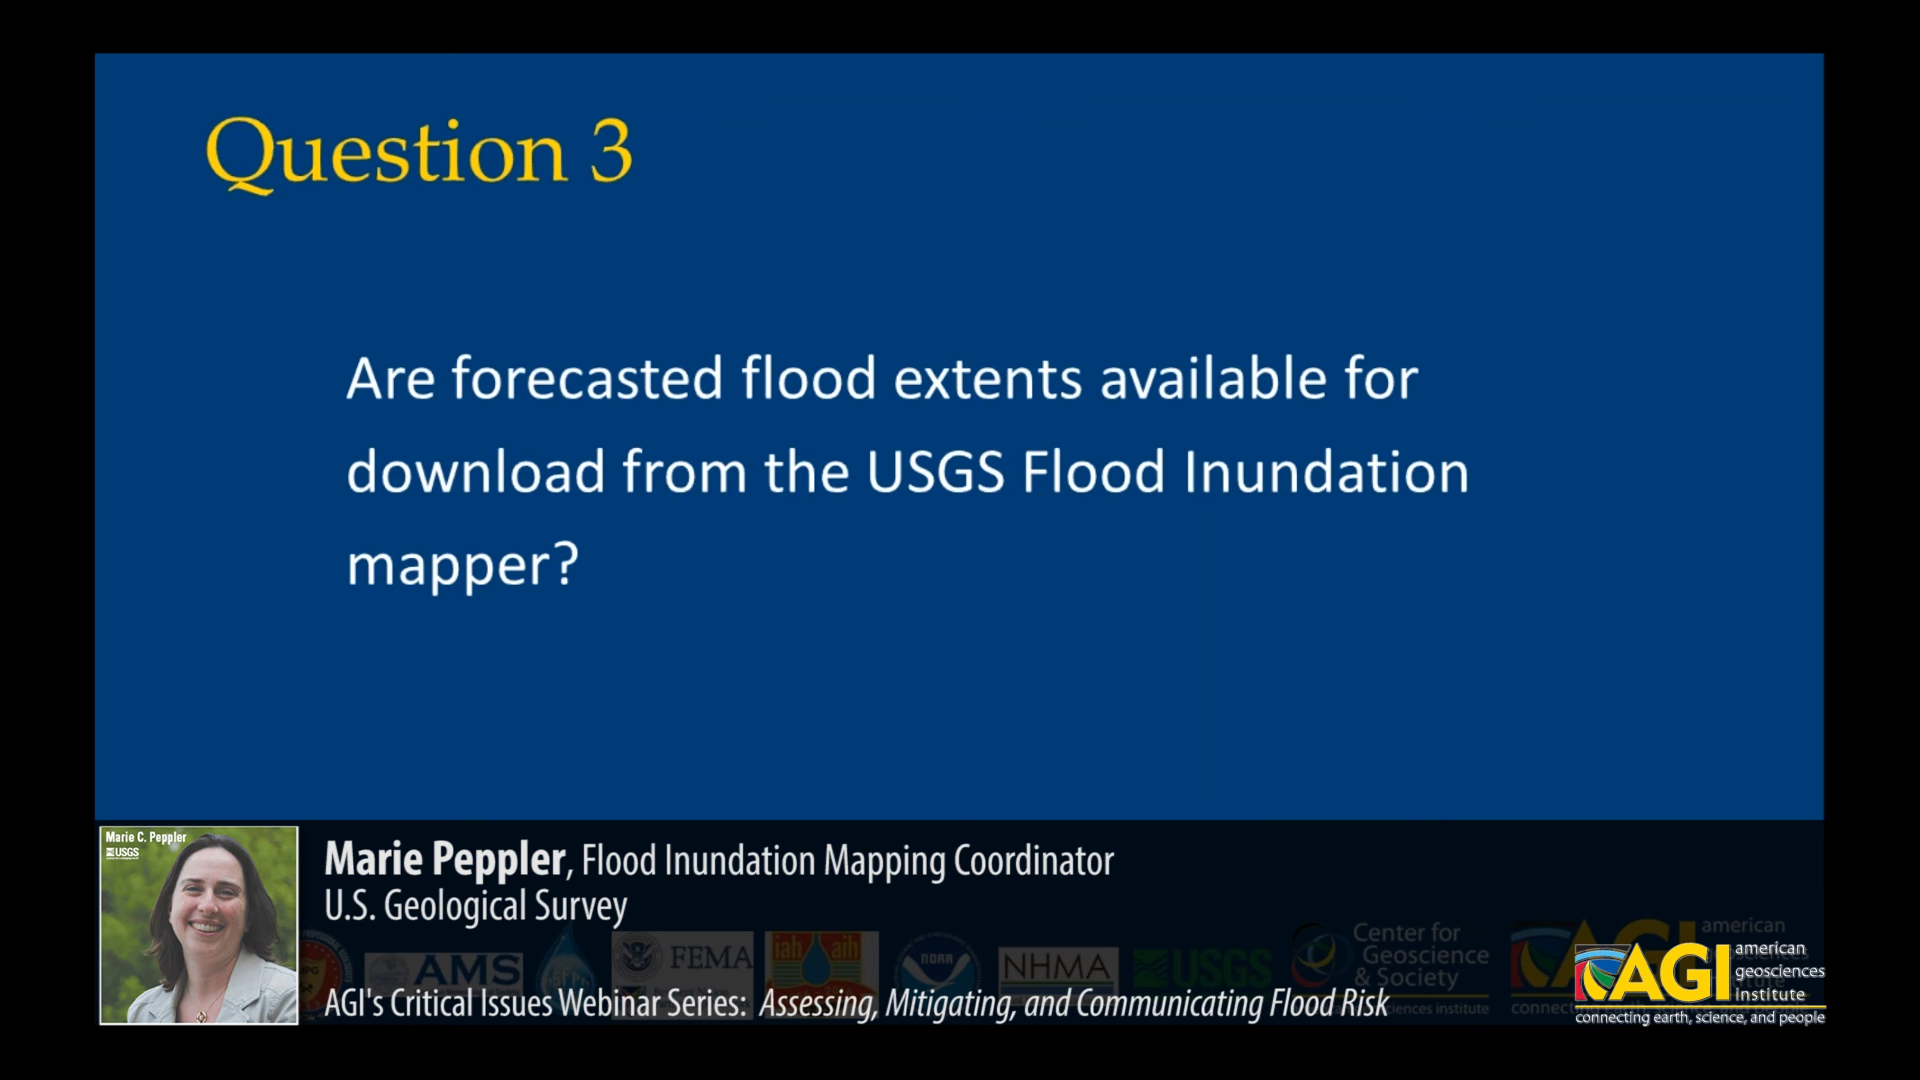 Question 3
Are forecasted flood extents available for
download from the USGS Flood Inundation
mapper?
Marie C. Peppler
USGS
Marie Peppler, Flood Inundation Mapping Coordinator
U.S. Geological Survey
AMS
FEMA
iah aih
NOAA
NHMA
USGS
Center for
Geoscience
& Society
american
AGI's Critical Issues Webinar Series: Assessing, Mitigating, and Communicating Flood Risk
AGI american
geosciences
institute
connecting earth, science, and people